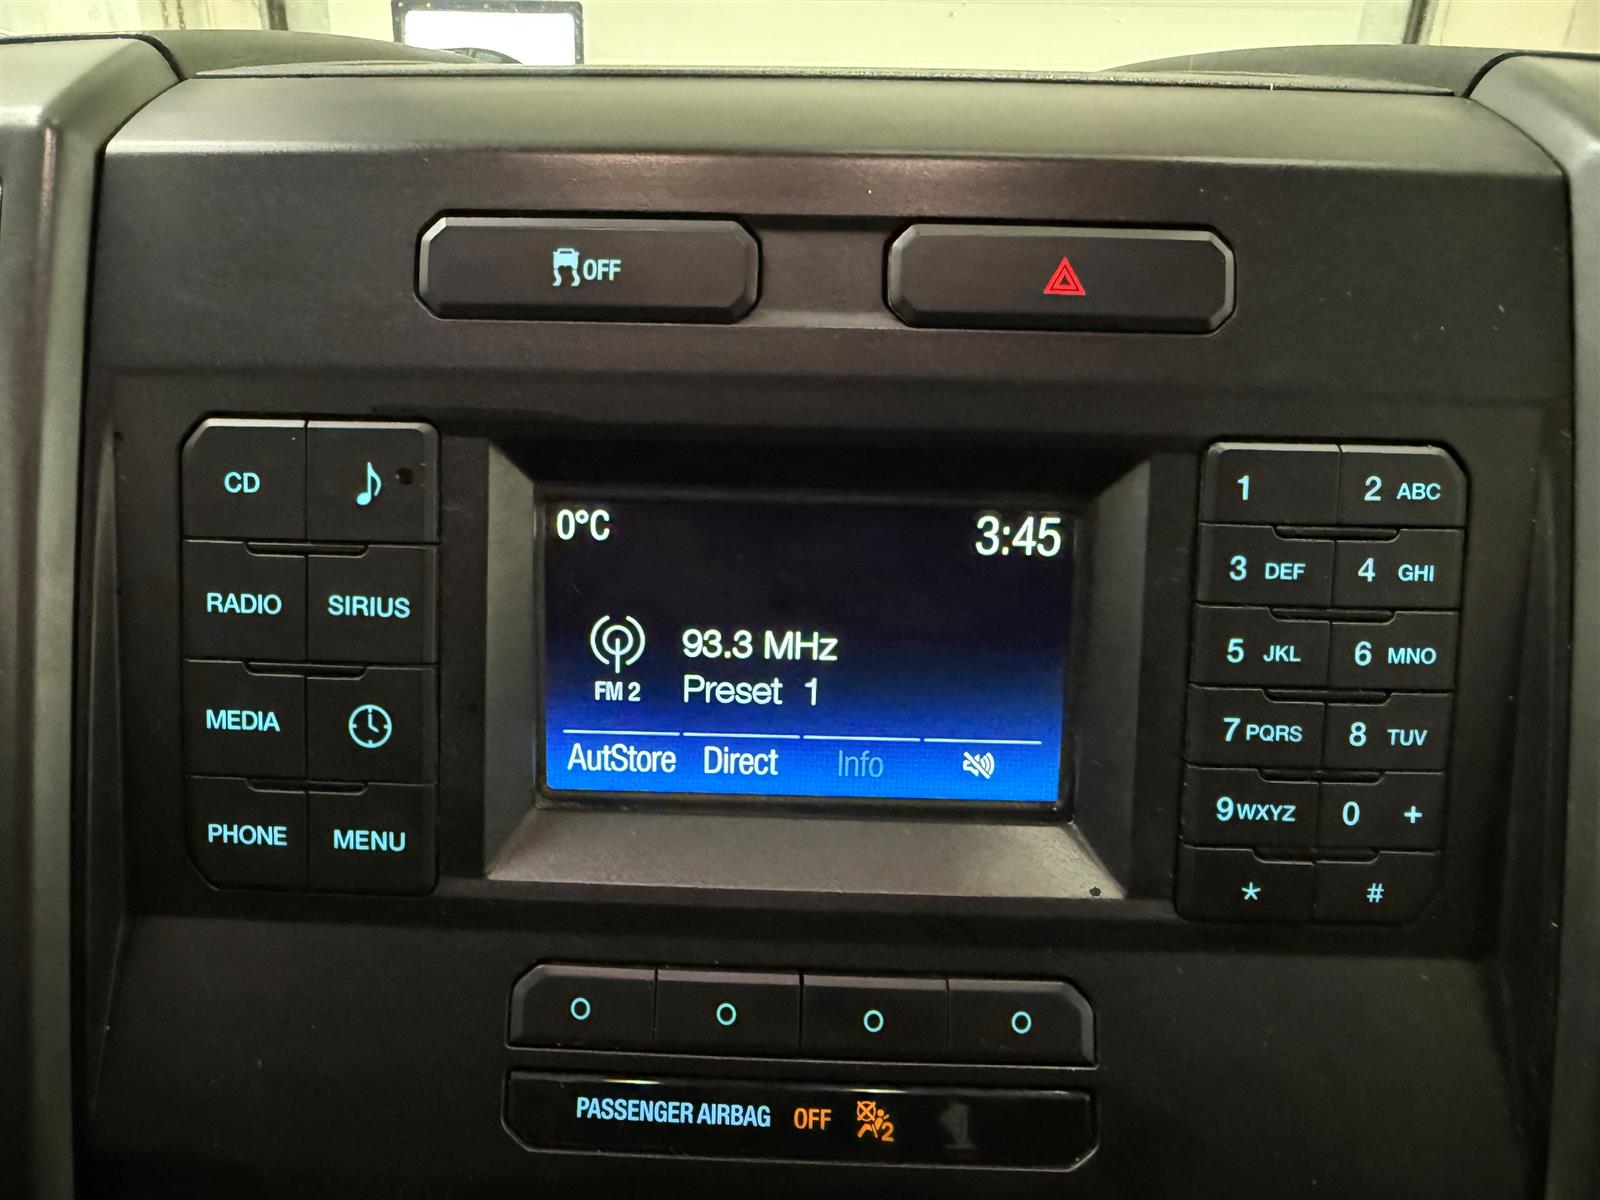 OFF
CD
RADIO SIRIUS
MEDIA
PHONE MENU
0°C 3:45
93.3 MHz
FM 2
Preset 1
AutStore Direct Info
1 2 ABC
3 DEF 4 GHI
5 JKL 6 MNO
7 PQRS 8 TUV
9 WXYZ 0 +
* #
PASSENGER AIRBAG OFF 2